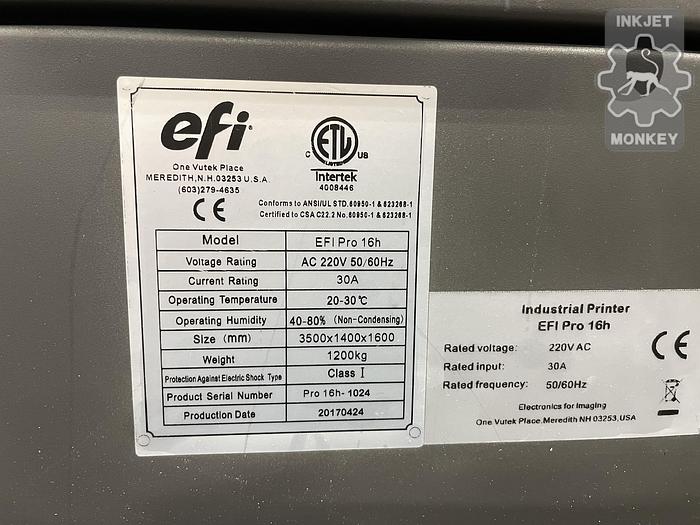 INKJET
MONKEY
efi
One Vutek Place
MEREDITH, N.H. 03253 U.S.A.
(603)279-4635
CE
C ETL US
LISTED
Intertek
4008446
Conforms to ANSI/UL STD. 60950-1 & 623268-1
Certified to CSA C22.2 No. 60950-1 & 623268-1
Model EFI Pro 16h
Voltage Rating AC 220V 50/60Hz
Current Rating 30A
Operating Temperature 20-30℃
Operating Humidity 40-80% (Non-Condensing)
Size (mm) 3500x1400x1600
Weight 1200kg
Protection Against Electric Shock Type Class I
Product Serial Number Pro 16h-1024
Production Date 20170424
Industrial Printer
EFI Pro 16h
Rated voltage: 220V AC
Rated input: 30A
Rated frequency: 50/60Hz
CE
Electronics for Imaging
One Vutek Place, Meredith NH 03253, USA